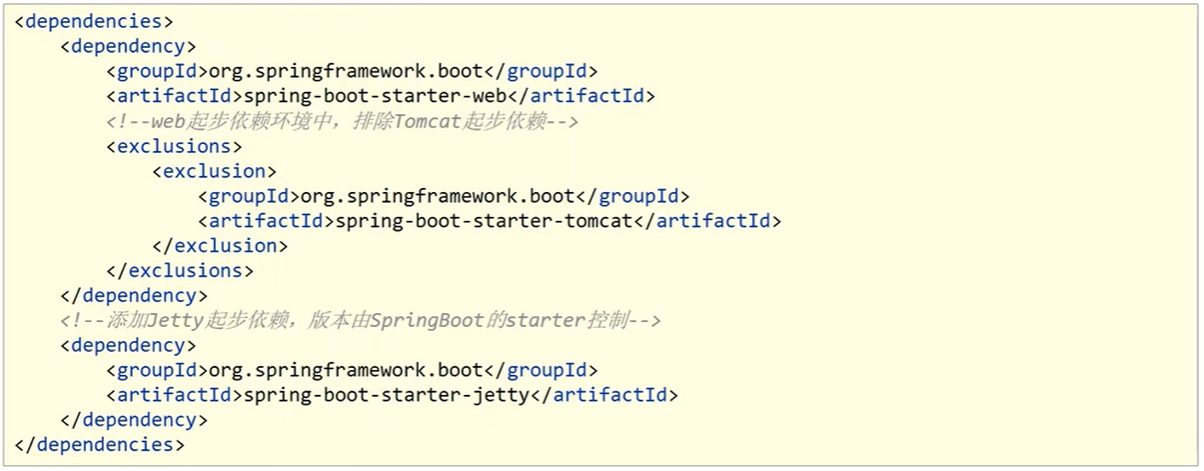 <dependencies>
    <dependency>
        <groupId>org.springframework.boot</groupId>
        <artifactId>spring-boot-starter-web</artifactId>
        <!--web起步依赖环境中，排除Tomcat起步依赖-->
        <exclusions>
            <exclusion>
                <groupId>org.springframework.boot</groupId>
                <artifactId>spring-boot-starter-tomcat</artifactId>
            </exclusion>
        </exclusions>
    </dependency>
    <!--添加Jetty起步依赖，版本由SpringBoot的starter控制-->
    <dependency>
        <groupId>org.springframework.boot</groupId>
        <artifactId>spring-boot-starter-jetty</artifactId>
    </dependency>
</dependencies>